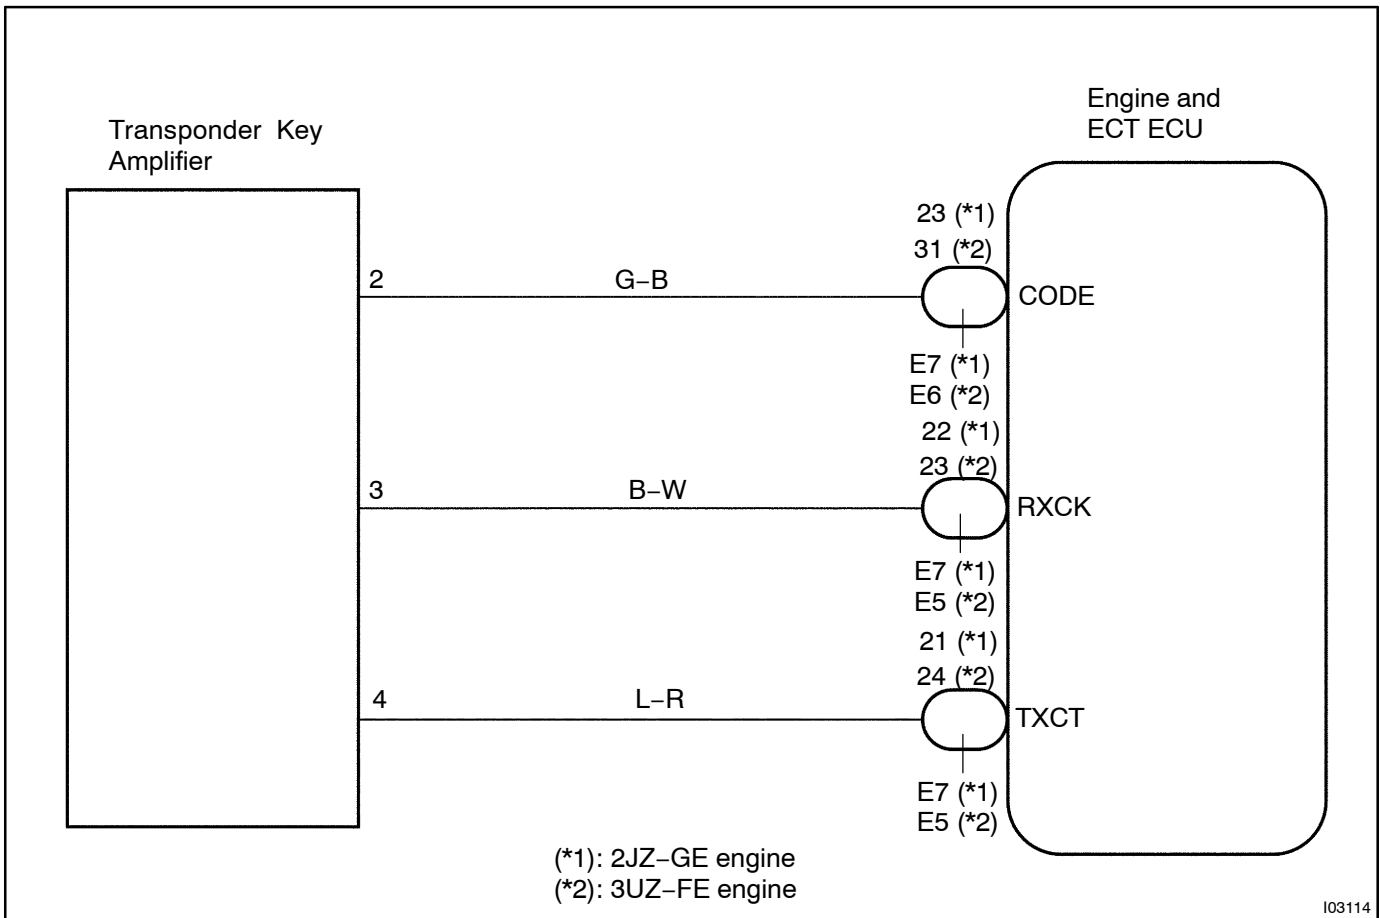 Transponder Key
Amplifier
Engine and
ECT ECU
23 (*1)
31 (*2)
2
G−B
CODE
E7 (*1)
E6 (*2)
22 (*1)
23 (*2)
3
B−W
RXCK
E7 (*1)
E5 (*2)
21 (*1)
24 (*2)
4
L−R
TXCT
E7 (*1)
E5 (*2)
(*1): 2JZ−GE engine
(*2): 3UZ−FE engine
I03114